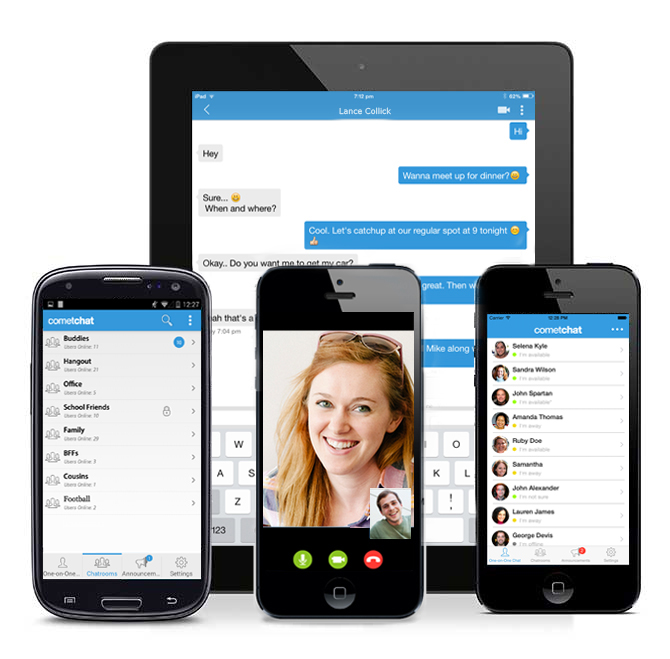 iPad
7:12 pm
62%
Lance Collick
Hi
Hey
Wanna meet up for dinner?
Sure...
When and where?
Cool. Let's catchup at our regular spot at 9 tonight
Okay.. Do you want me to get my car?
great. Then w
ah that's a
7:04 pm
Mike along
W
I
O
A
S
K
L
Z
M
!
,
123
12:27
cometchat
Buddies
Users Online 11
Hangout
Users Online 21
Office
Users Online 5
School Friends
Users Online 10
Family
Users Online 29
BFFs
Users Online 3
Cousins
Users Online 1
Football
Users Online 2
One-on-One...
Chatrooms
Announcem...
Settings
Carrier
10:28 PM
cometchat
Selena Kyle
I'm available
Sandra Wilson
I'm available
John Spartan
I'm available"
Amanda Thomas
I'm away
Ruby Doe
I'm available
Samantha
I'm away
John Alexander
I'm not sure
Lauren James
I'm away
George Devis
I'm offline
One-on-One Chat
Chatrooms
Announcements
Settings